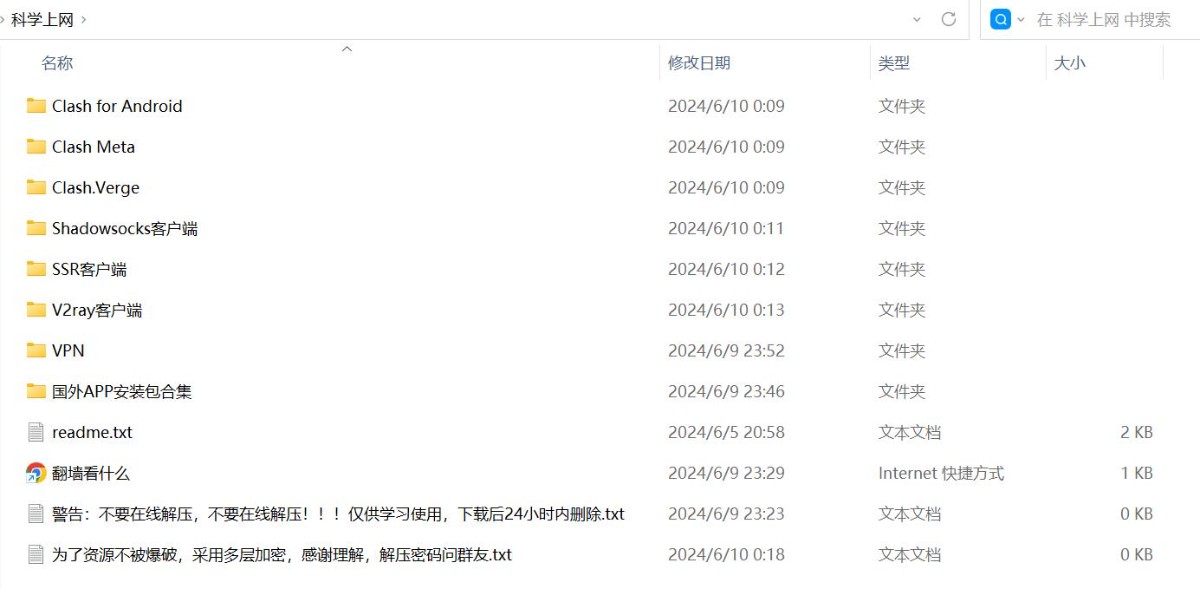 科学上网
在 科学上网 中搜索
名称 修改日期 类型 大小
Clash for Android 2024/6/10 0:09 文件夹
Clash Meta 2024/6/10 0:09 文件夹
Clash.Verge 2024/6/10 0:09 文件夹
Shadowsocks客户端 2024/6/10 0:11 文件夹
SSR客户端 2024/6/10 0:12 文件夹
V2ray客户端 2024/6/10 0:13 文件夹
VPN 2024/6/9 23:52 文件夹
国外APP安装包合集 2024/6/9 23:46 文件夹
readme.txt 2024/6/5 20:58 文本文档 2 KB
翻墙看什么 2024/6/9 23:29 Internet 快捷方式 1 KB
警告：不要在线解压，不要在线解压！！！仅供学习使用，下载后24小时内删除.txt 2024/6/9 23:23 文本文档 0 KB
为了资源不被爆破，采用多层加密，感谢理解，解压密码问群友.txt 2024/6/10 0:18 文本文档 0 KB